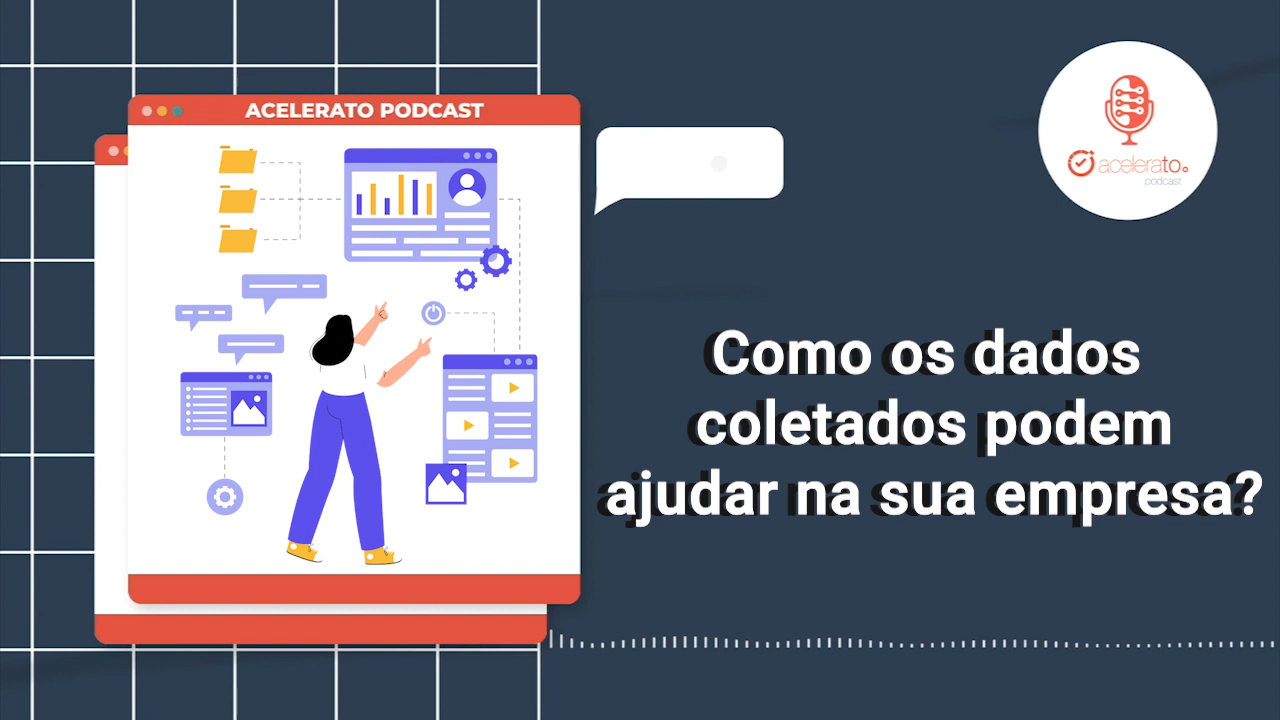 ACELERATO PODCAST
acelerato
podcast
Como os dados
coletados podem
ajudar na sua empresa?